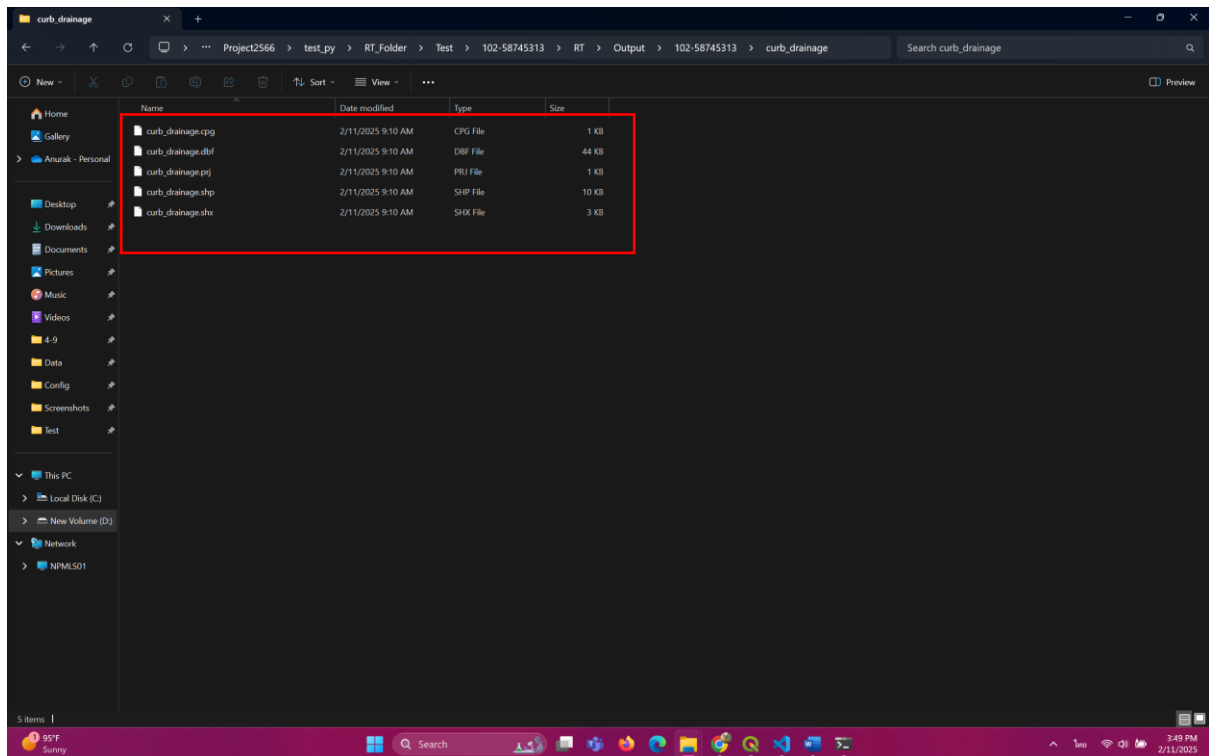 curb_drainage
Project2566 > test_py > RT_Folder > Test > 102-58745313 > RT > Output > 102-58745313 > curb_drainage
Search curb_drainage
New
Sort
View
Preview
Name Date modified Type Size
curb_drainage.cpg 2/11/2025 9:10 AM CPG File 1 KB
curb_drainage.dbf 2/11/2025 9:10 AM DBF File 44 KB
curb_drainage.prj 2/11/2025 9:10 AM PRJ File 1 KB
curb_drainage.shp 2/11/2025 9:10 AM SHP File 10 KB
curb_drainage.shx 2/11/2025 9:10 AM SHX File 3 KB
Home
Gallery
Anurak - Personal
Desktop
Downloads
Documents
Pictures
Music
Videos
4-9
Data
Config
Screenshots
Test
This PC
Local Disk (C:)
New Volume (D:)
Network
NPMLS01
5 items
1
95°F
Sunny
Search
ไทย
3:49 PM
2/11/2025